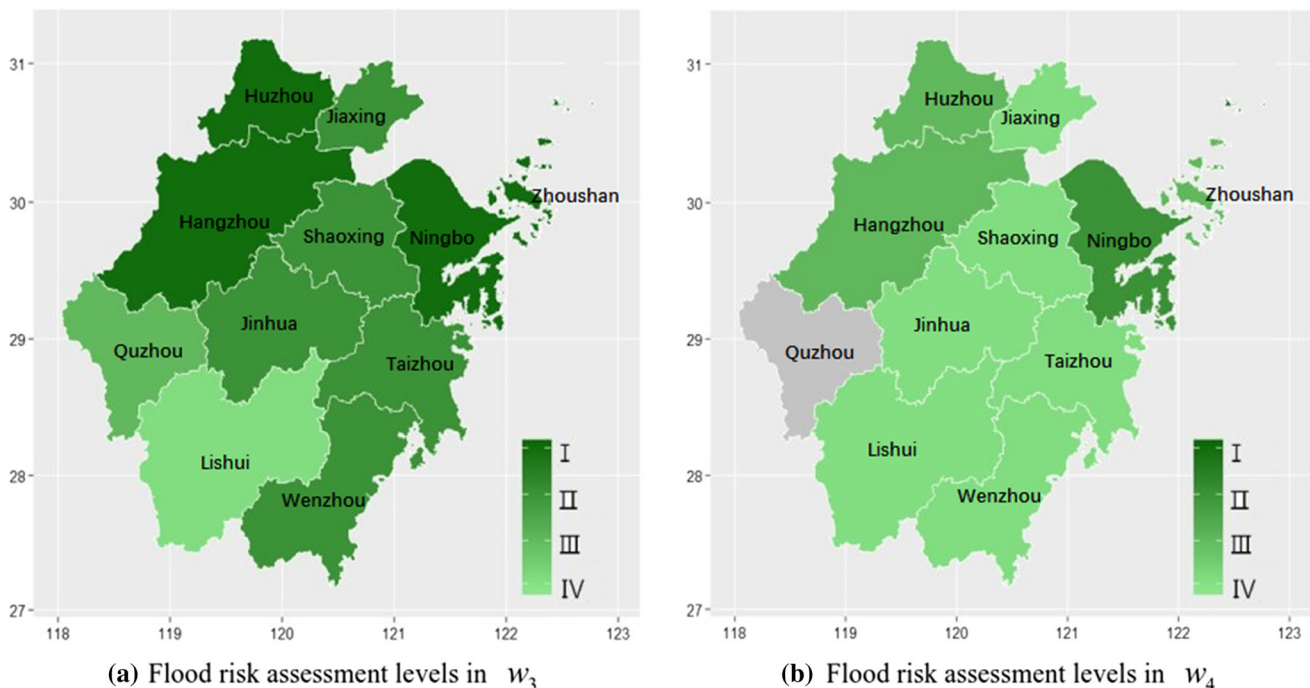 31
30
29
28
27
118
119
120
121
122
123
Huzhou
Jiaxing
Hangzhou
Shaoxing
Ningbo
Zhoushan
Jinhua
Quzhou
Taizhou
Lishui
Wenzhou
I
II
III
IV
(a) Flood risk assessment levels in w3
31
30
29
28
27
118
119
120
121
122
123
Huzhou
Jiaxing
Hangzhou
Shaoxing
Ningbo
Zhoushan
Jinhua
Quzhou
Taizhou
Lishui
Wenzhou
I
II
III
IV
(b) Flood risk assessment levels in w4